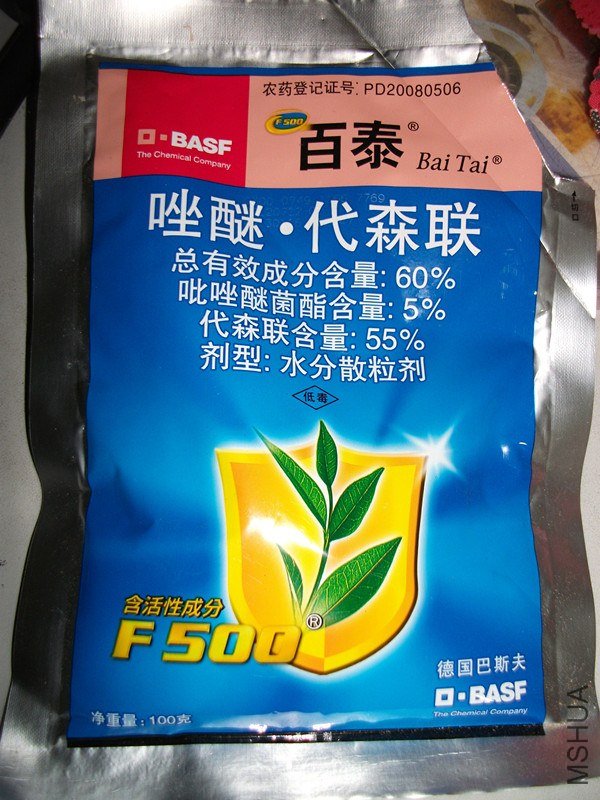 农药登记证号: PD20080506
F 500
百泰®
Bai Tai®
BASF
The Chemical Company
769
唑醚·代森联
总有效成分含量: 60%
吡唑醚菌酯含量: 5%
代森联含量: 55%
剂型: 水分散粒剂
低毒
含活性成分
F 500®
德国巴斯夫
BASF
The Chemical Company
净重量: 100克
MSHUA